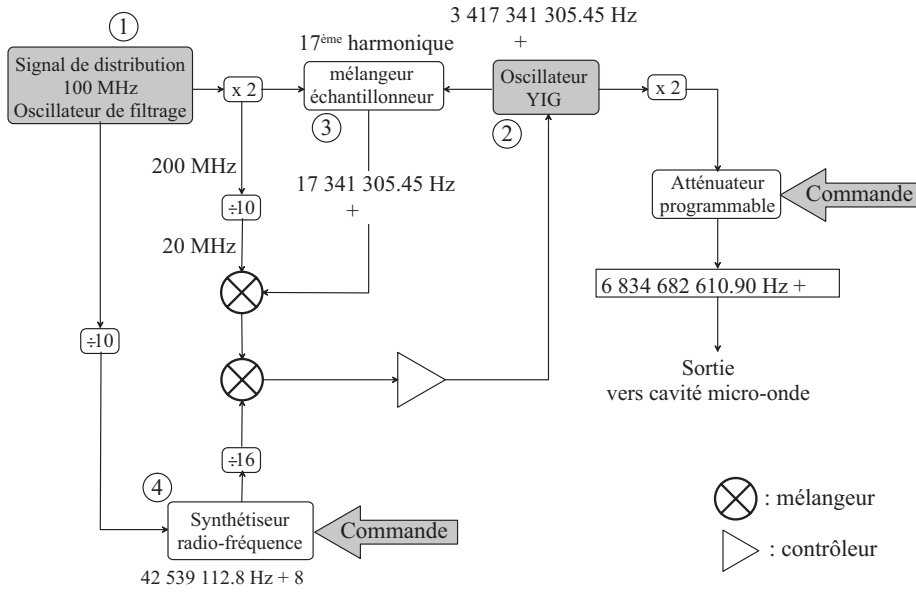 1
Signal de distribution
100 MHz
Oscillateur de filtrage
x 2
17ème harmonique
mélangeur
échantillonneur
3
3 417 341 305.45 Hz
+
Oscillateur
YIG
2
x 2
200 MHz
÷10
20 MHz
17 341 305.45 Hz
+
Atténuateur
programmable
Commande
6 834 682 610.90 Hz +
Sortie
vers cavité micro-onde
÷10
÷16
4
Synthétiseur
radio-fréquence
Commande
42 539 112.8 Hz + 8
: mélangeur
: contrôleur